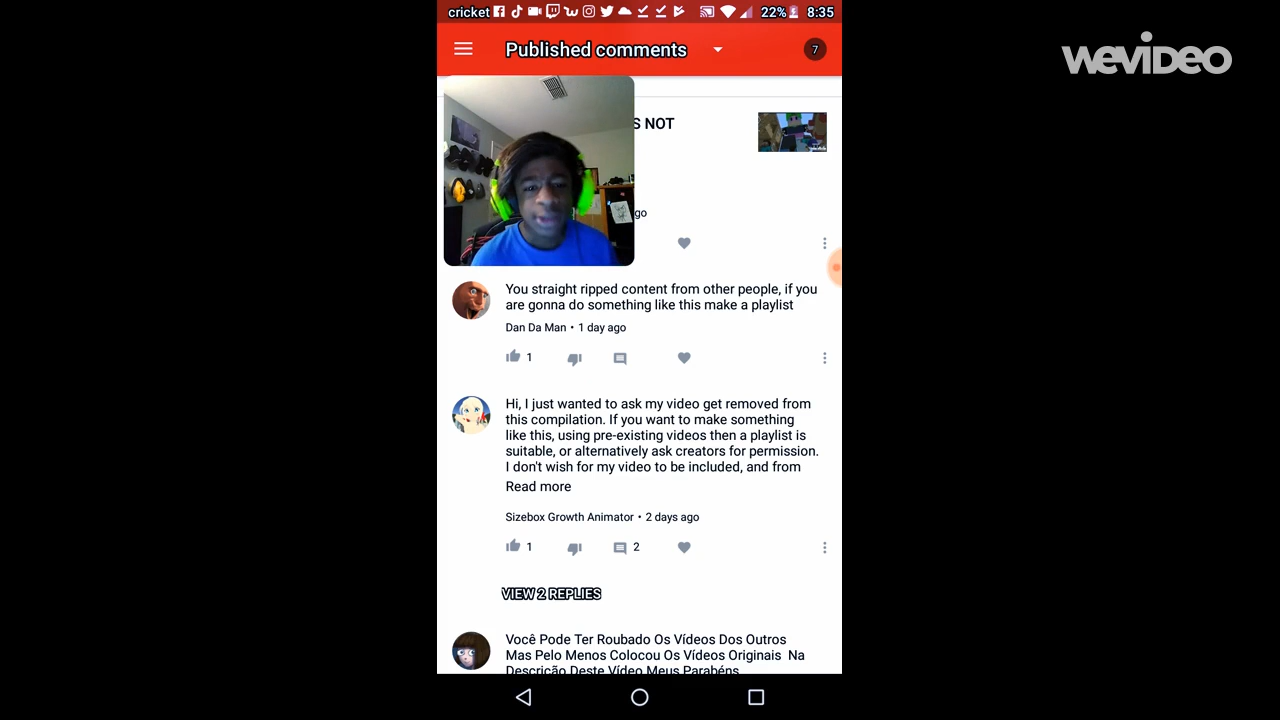 cricket 22% 8:35
WEVIDEO
Published comments 7
S NOT
go
You straight ripped content from other people, if you
are gonna do something like this make a playlist
Dan Da Man • 1 day ago
1
Hi, I just wanted to ask my video get removed from
this compilation. If you want to make something
like this, using pre-existing videos then a playlist is
suitable, or alternatively ask creators for permission.
I don't wish for my video to be included, and from
Read more
Sizebox Growth Animator • 2 days ago
1 2
VIEW 2 REPLIES
Você Pode Ter Roubado Os Vídeos Dos Outros
Mas Pelo Menos Colocou Os Vídeos Originais Na
Descrição Deste Vídeo Meus Parabéns